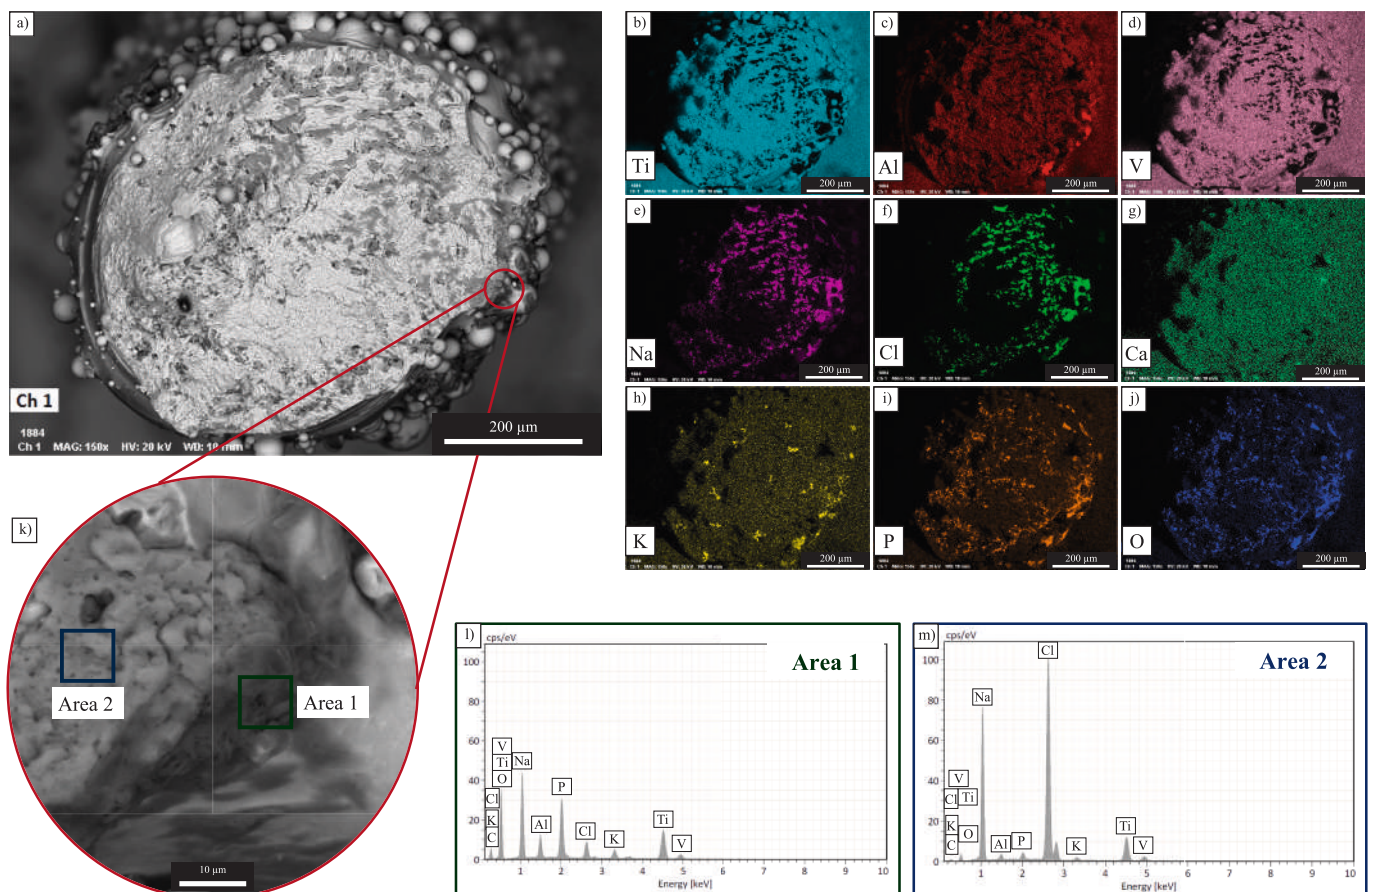 a)
Ch 1
1884
Ch 1 MAG: 150x HV: 20 kV WD: 10 mm
200 µm
b)
Ti
200 µm
c)
Al
200 µm
d)
V
200 µm
e)
Na
200 µm
f)
Cl
200 µm
g)
Ca
200 µm
h)
K
200 µm
i)
P
200 µm
j)
O
200 µm
k)
Area 2
Area 1
10 µm
l)
cps/eV
Area 1
100
80
60
40
20
0
V
Ti
O
Cl
K
C
Na
Al
P
Cl
K
Ti
V
1 2 3 4 5 6 7 8 9 10
Energy [keV]
m)
cps/eV
Area 2
100
80
60
40
20
0
V
Cl
Ti
K
O
C
Na
Al
P
Cl
K
Ti
V
1 2 3 4 5 6 7 8 9 10
Energy [keV]